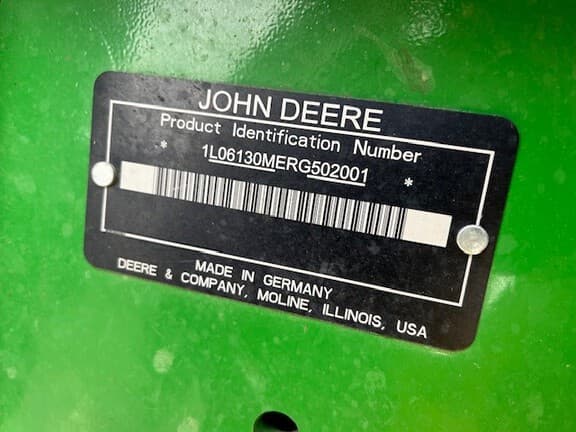 JOHN DEERE
Product Identification Number
* 1L06130MERG502001 *
MADE IN GERMANY
DEERE & COMPANY, MOLINE, ILLINOIS, USA